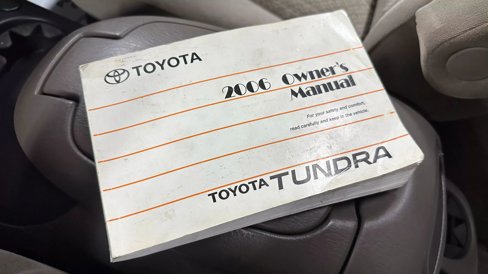 TOYOTA
2006 Owner's
Manual
For your safety and comfort,
read carefully and keep in the vehicle.
TOYOTA TUNDRA